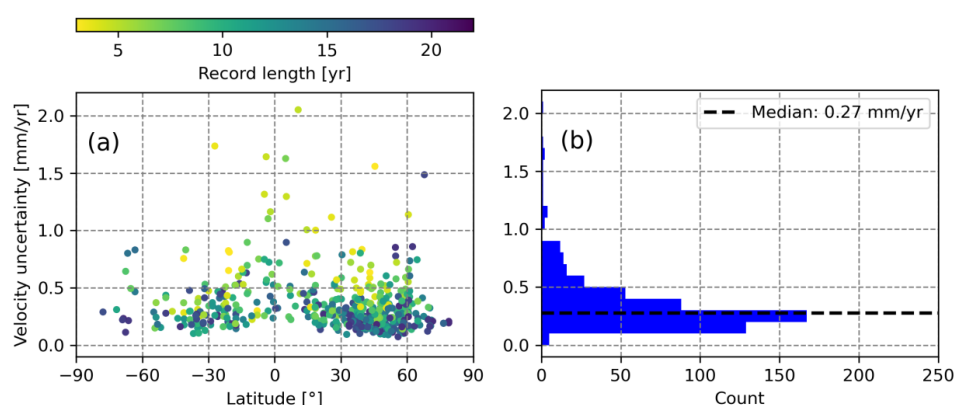 5 10 15 20
Record length [yr]
(a)
Velocity uncertainty [mm/yr]
2.0
1.5
1.0
0.5
0.0
−90 −60 −30 0 30 60 90
Latitude [°]
(b)
Median: 0.27 mm/yr
2.0
1.5
1.0
0.5
0.0
0 50 100 150 200 250
Count